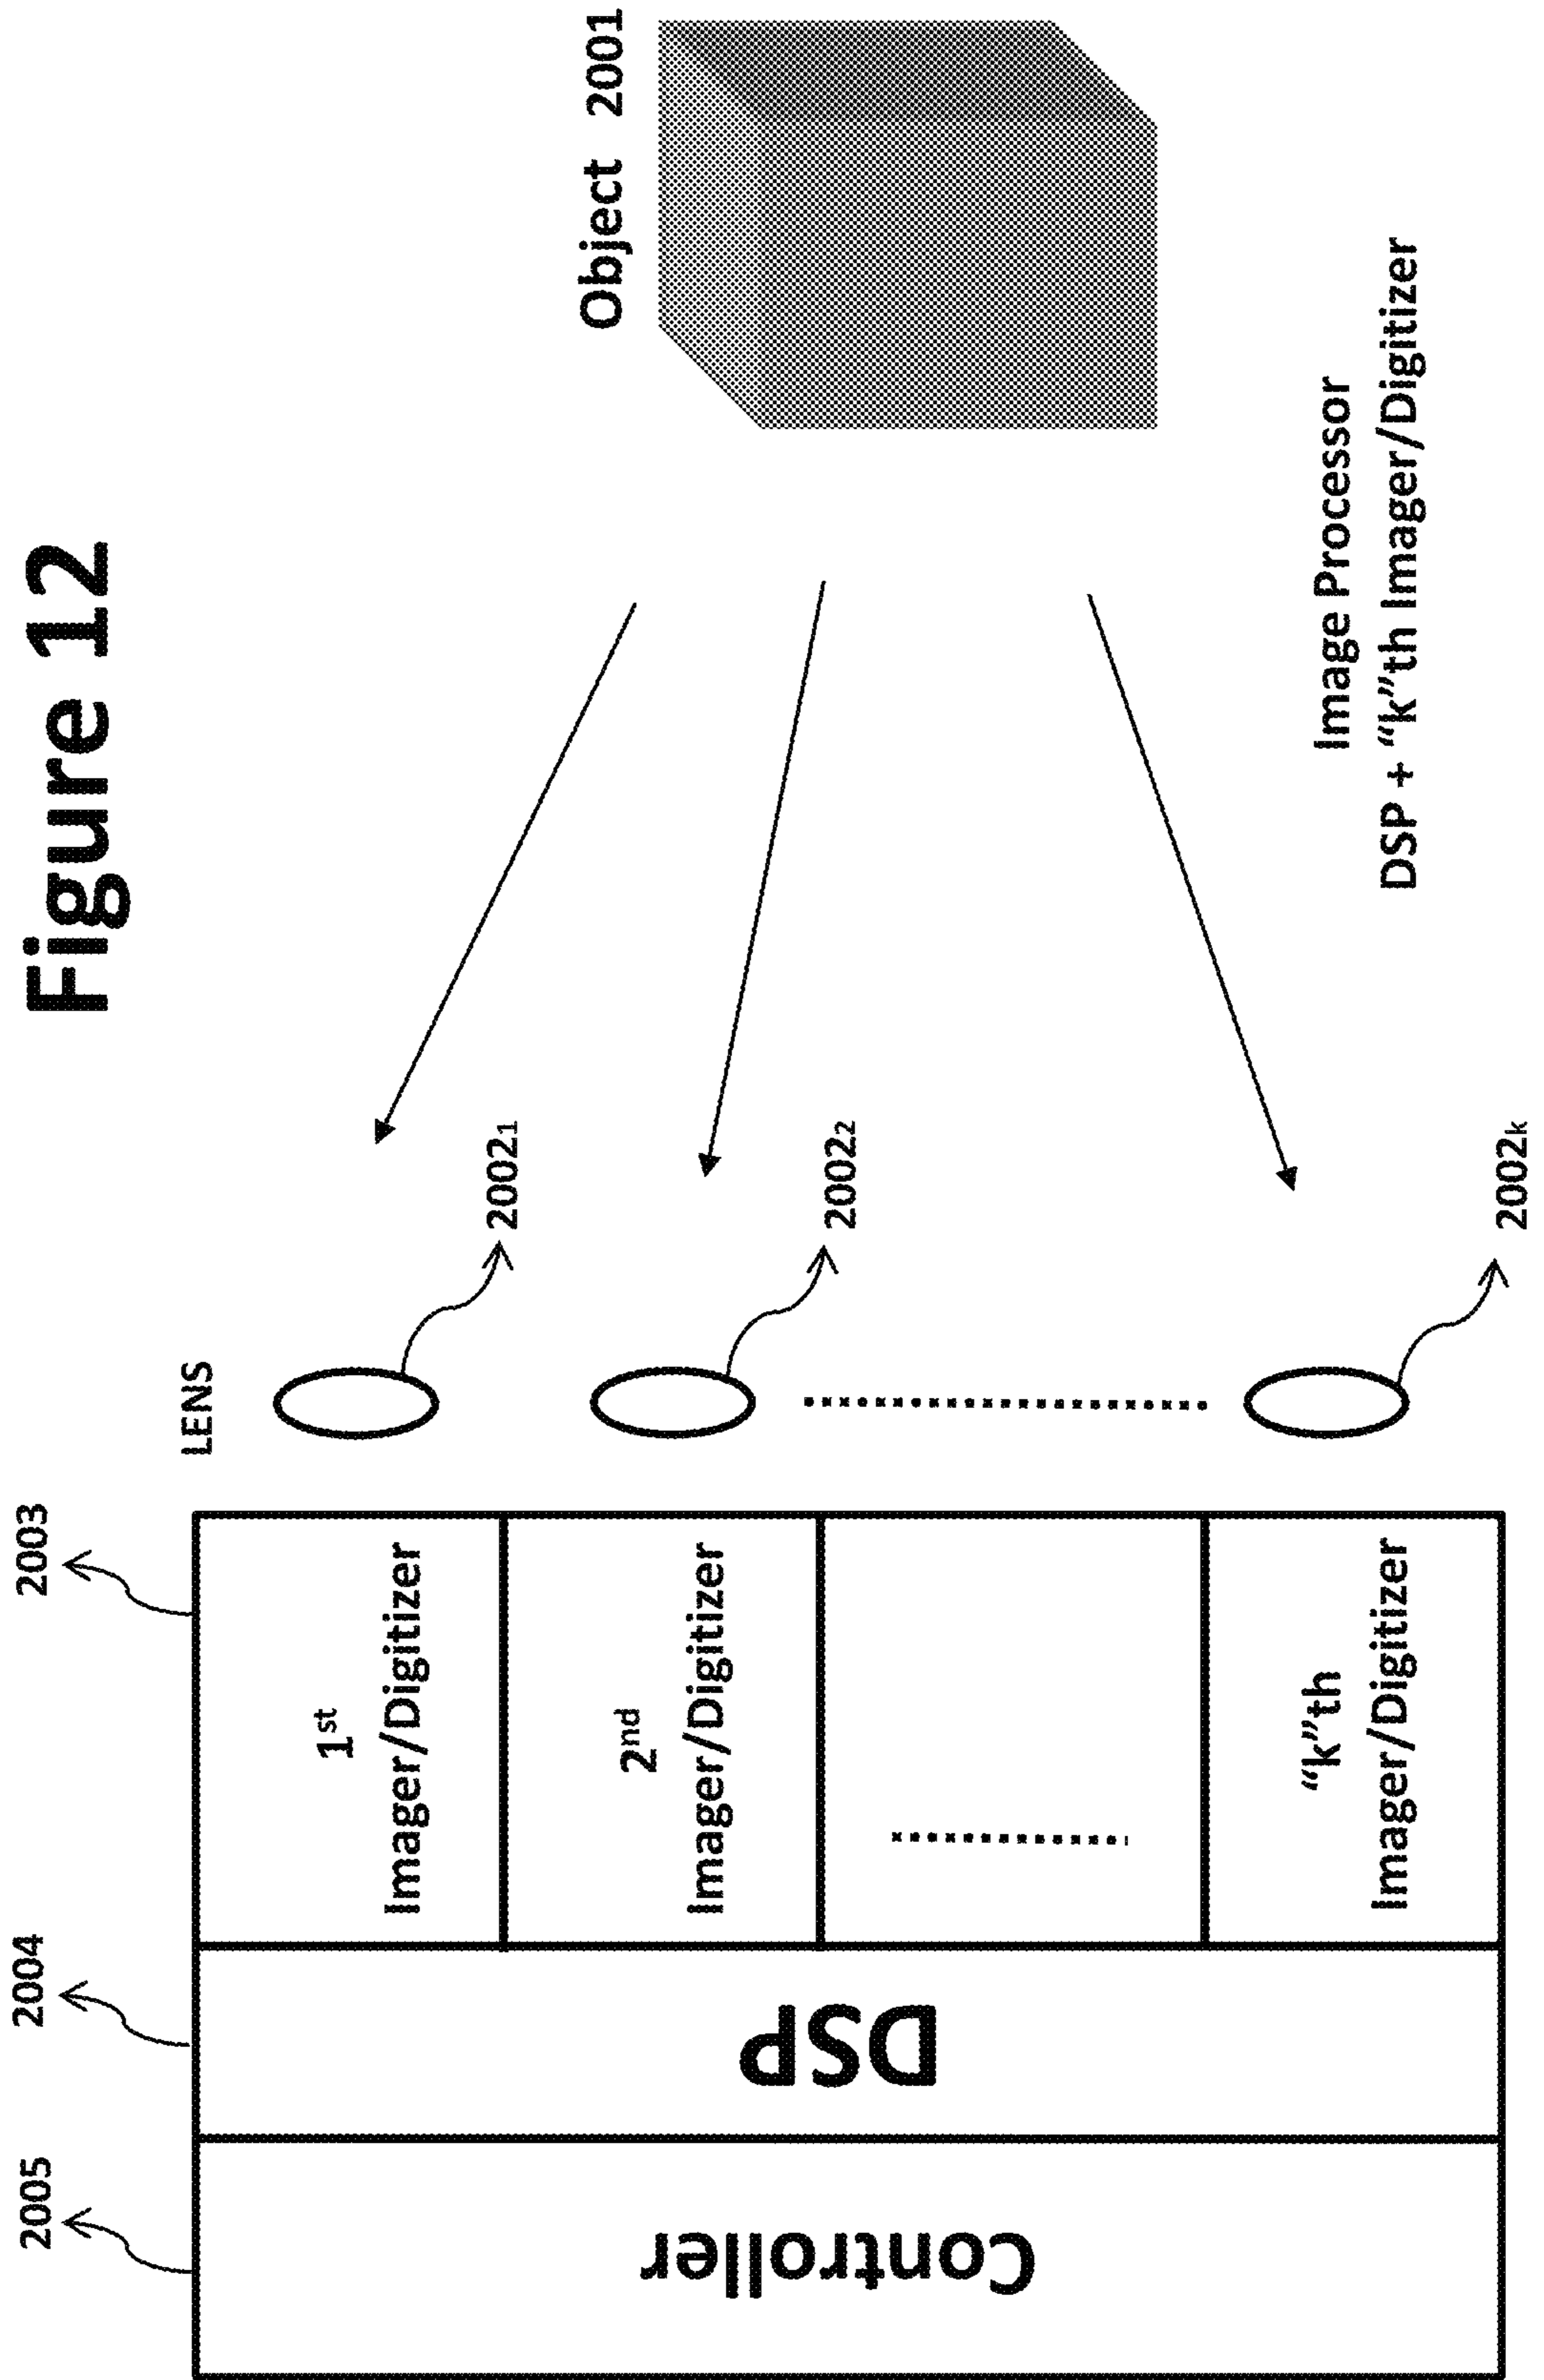 Figure 12
2005
2004
2003
LENS
Object 2001
Controller
DSP
1st
Imager/Digitizer
2nd
Imager/Digitizer
“k”th
Imager/Digitizer
20021
20022
2002k
Image Processor
DSP + “k”th Imager/Digitizer